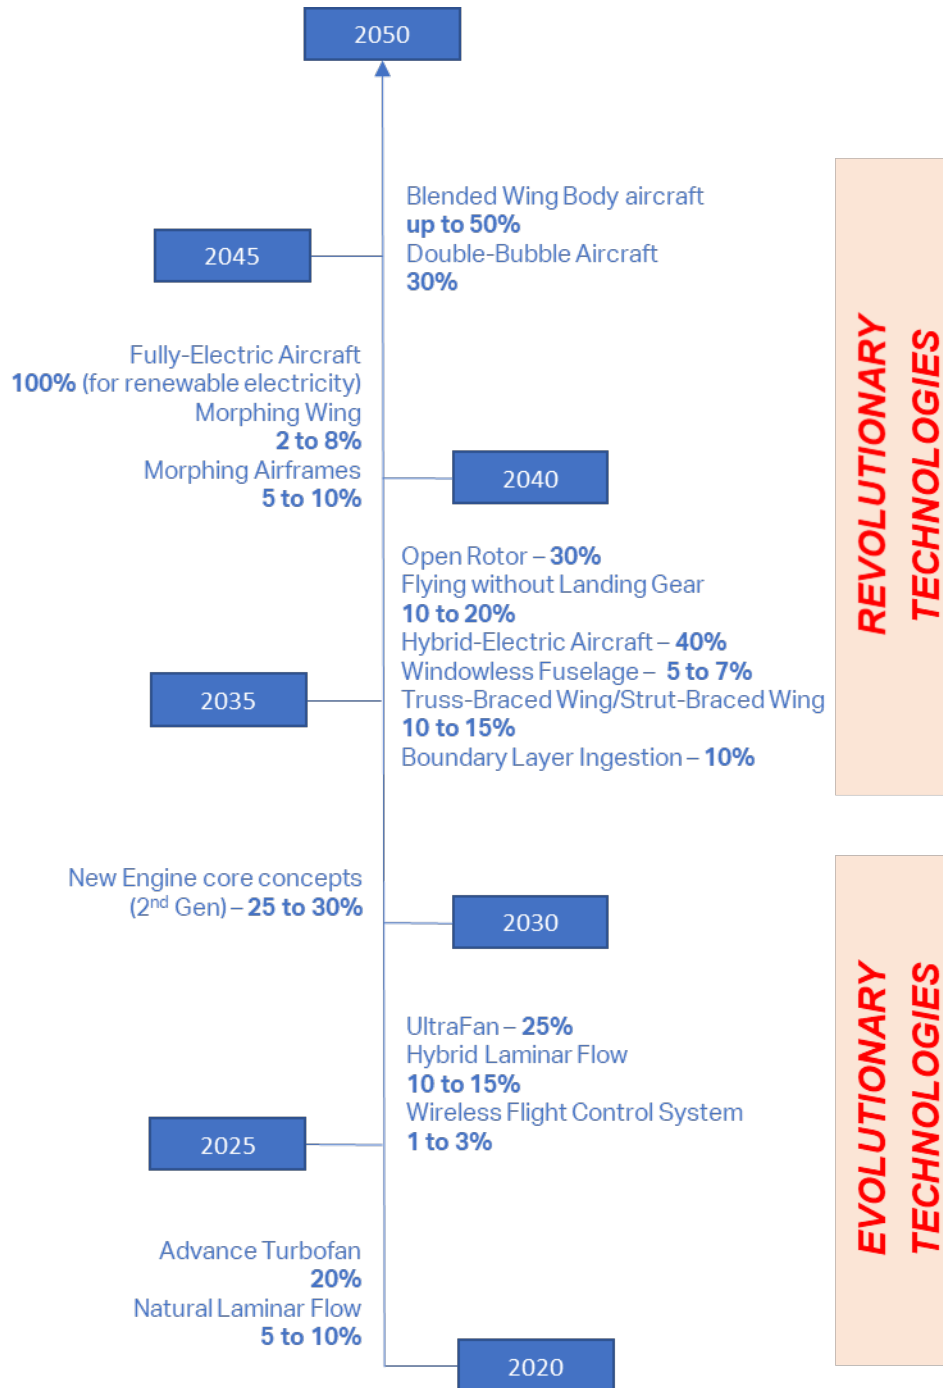 2050
Blended Wing Body aircraft
up to 50%
Double-Bubble Aircraft
30%
2045
Fully-Electric Aircraft
100% (for renewable electricity)
Morphing Wing
2 to 8%
Morphing Airframes
5 to 10%
2040
Open Rotor – 30%
Flying without Landing Gear
10 to 20%
Hybrid-Electric Aircraft – 40%
Windowless Fuselage – 5 to 7%
Truss-Braced Wing/Strut-Braced Wing
10 to 15%
Boundary Layer Ingestion – 10%
2035
New Engine core concepts
(2nd Gen) – 25 to 30%
2030
UltraFan – 25%
Hybrid Laminar Flow
10 to 15%
Wireless Flight Control System
1 to 3%
2025
Advance Turbofan
20%
Natural Laminar Flow
5 to 10%
2020
REVOLUTIONARY
TECHNOLOGIES
EVOLUTIONARY
TECHNOLOGIES